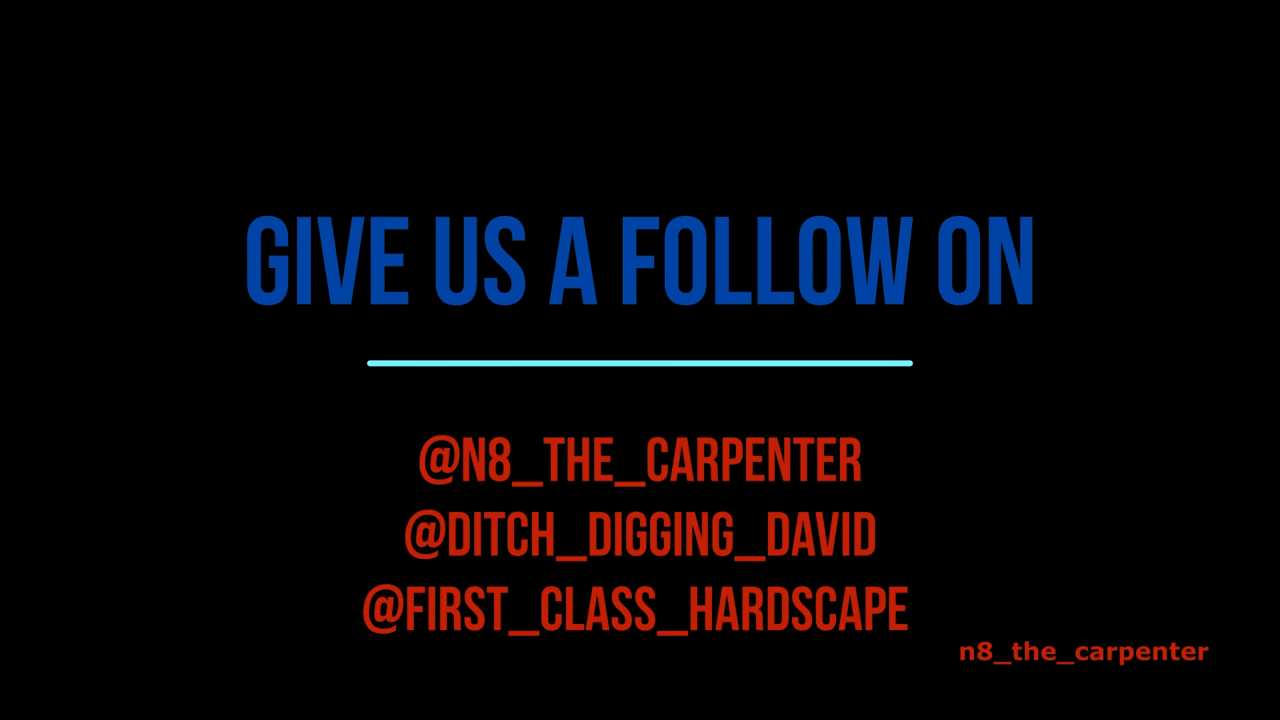 GIVE US A FOLLOW ON
@N8_THE_CARPENTER
@DITCH_DIGGING_DAVID
@FIRST_CLASS_HARDSCAPE
n8_the_carpenter